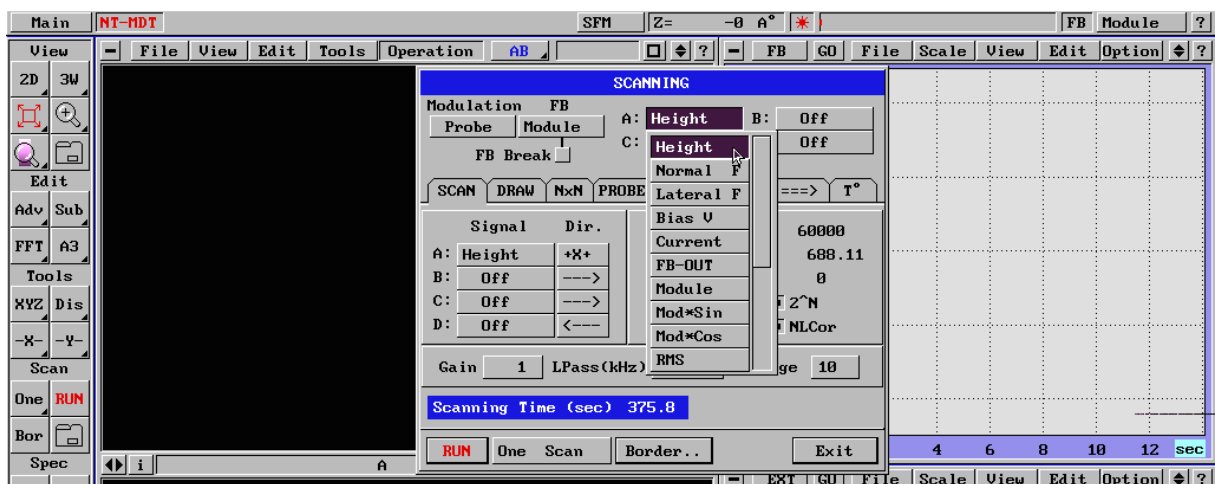 Main NT-MDT SFM Z= -0 A° FB Module ?
View - File View Edit Tools Operation AB ? - FB GO File Scale View Edit Option ?
2D 3W
Edit
Adv Sub
FFT A3
Tools
XYZ Dis
-X- -Y-
Scan
One RUN
Bor
Spec
SCANNING
Modulation FB
Probe Module A: Height B: Off
FB Break C: Off
Height
Normal F
Lateral F
Bias V
Current
FB-OUT
Module
Mod*Sin
Mod*Cos
RMS
SCAN DRAW NxN PROBE ===> T°
Signal Dir.
A: Height +X+
B: Off --->
C: Off --->
D: Off <---
60000
688.11
0
2^N
NLCor
Gain 1 LPass(kHz) 10
Scanning Time (sec) 375.8
RUN One Scan Border.. Exit
i A
4 6 8 10 12 sec
EXT GO File Scale View Edit Option ?